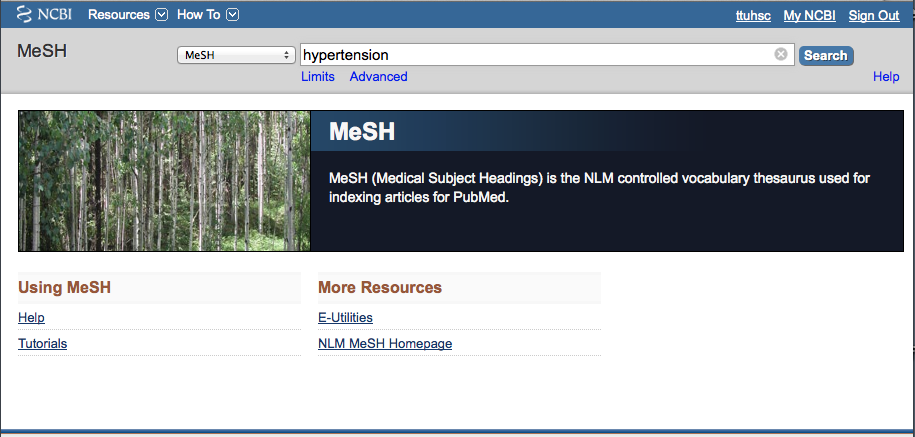 NCBI Resources How To ttuhsc My NCBI Sign Out
MeSH MeSH hypertension Search
Limits Advanced Help
MeSH
MeSH (Medical Subject Headings) is the NLM controlled vocabulary thesaurus used for
indexing articles for PubMed.
Using MeSH
Help
Tutorials
More Resources
E-Utilities
NLM MeSH Homepage